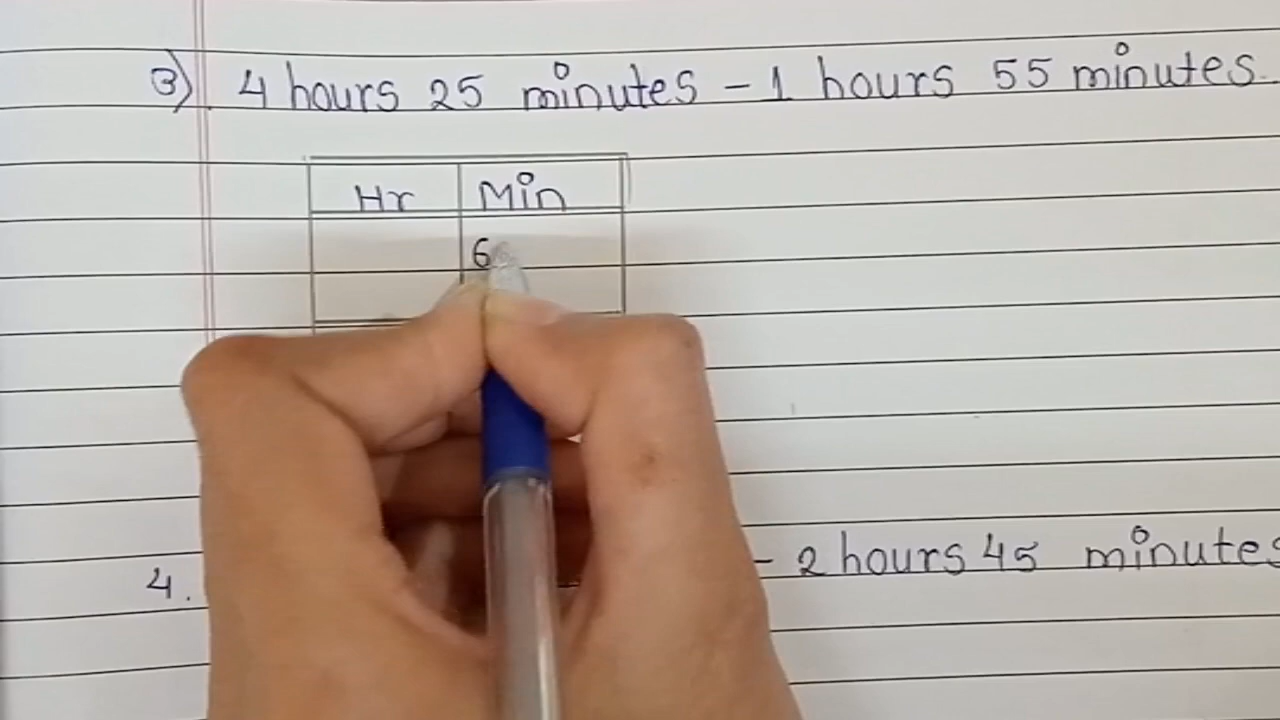 3) 4 hours 25 minutes - 1 hours 55 minutes.
Hr Min
6
4. - 2 hours 45 minutes